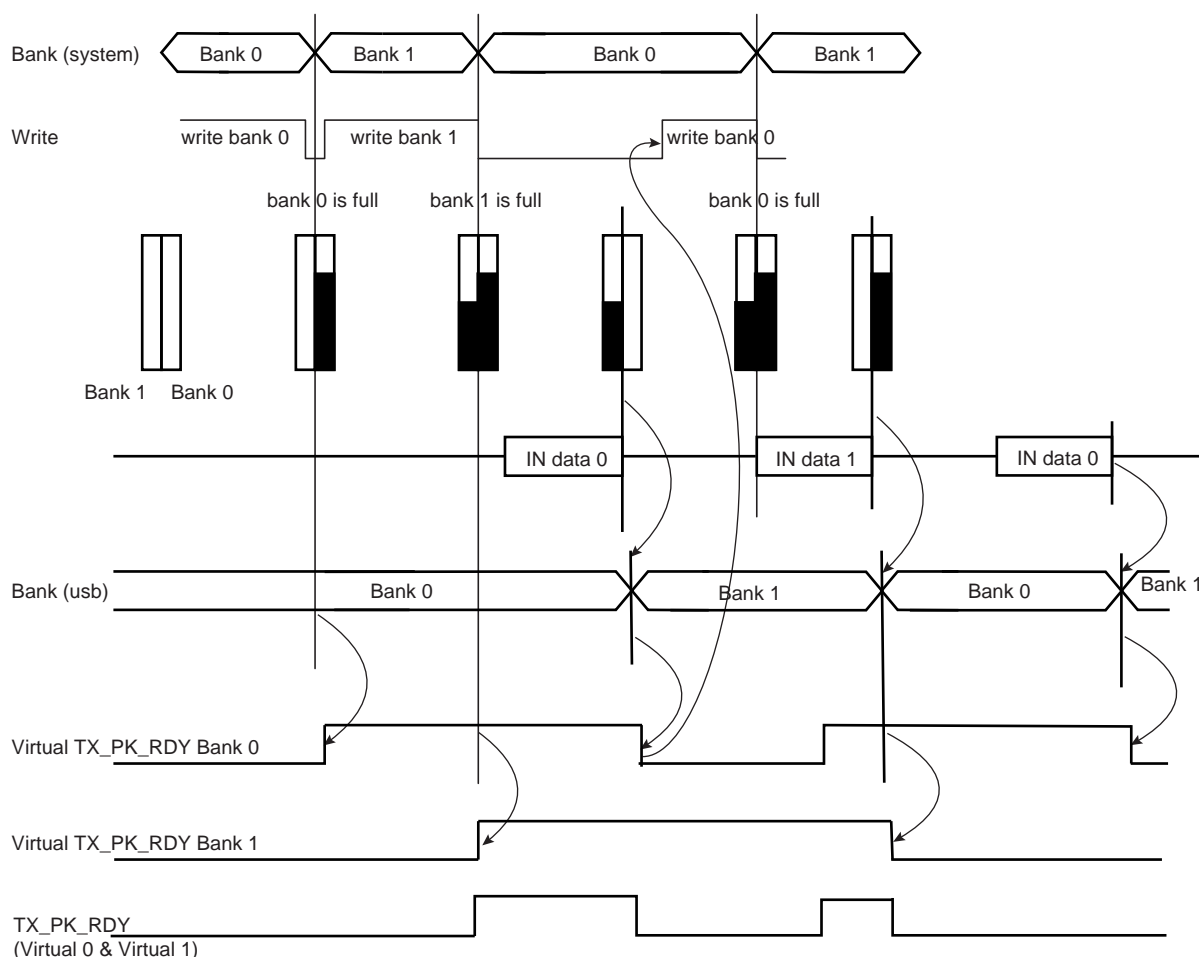 Bank (system)
Bank 0
Bank 1
Bank 0
Bank 1
Write
write bank 0
write bank 1
write bank 0
bank 0 is full
bank 1 is full
bank 0 is full
Bank 1
Bank 0
IN data 0
IN data 1
IN data 0
Bank (usb)
Bank 0
Bank 1
Bank 0
Bank 1
Virtual TX_PK_RDY Bank 0
Virtual TX_PK_RDY Bank 1
TX_PK_RDY
(Virtual 0 & Virtual 1)